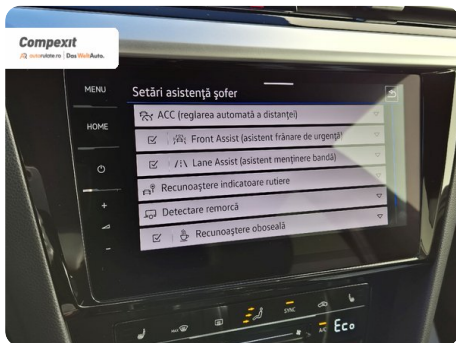 Compexit
autorulate.ro | Das WeltAuto.
MENU
Setări asistență șofer
ACC (reglarea automată a distanței)
HOME
Front Assist (asistent frânare de urgență)
Lane Assist (asistent menținere bandă)
Recunoaștere indicatoare rutiere
+
Detectare remorcă
-
Recunoaștere oboseală
MAX
SYNC
A/C
Eco